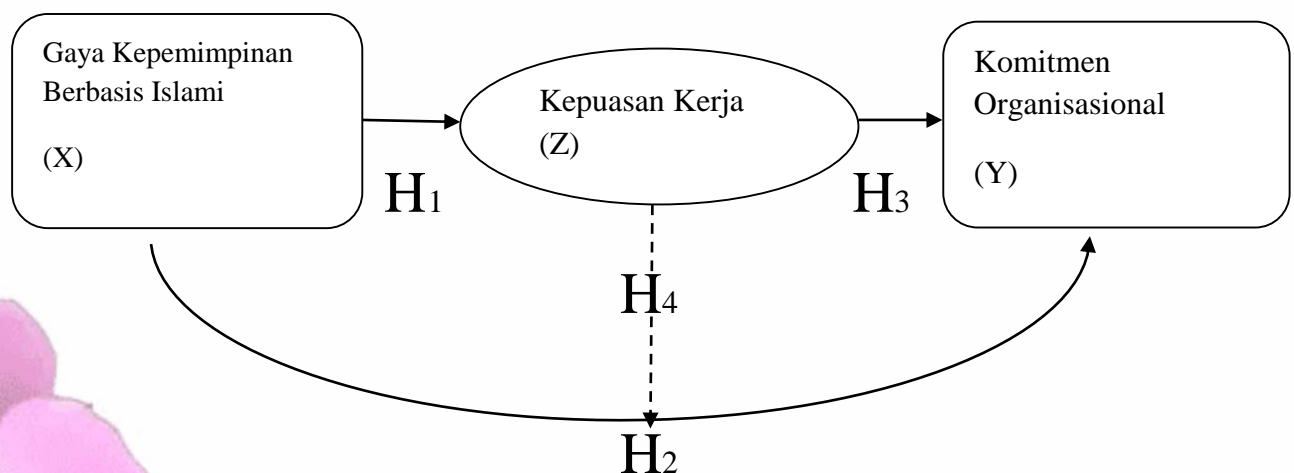 Gaya Kepemimpinan
Berbasis Islami
(X)
Kepuasan Kerja
(Z)
Komitmen
Organisasional
(Y)
H1
H3
H4
H2